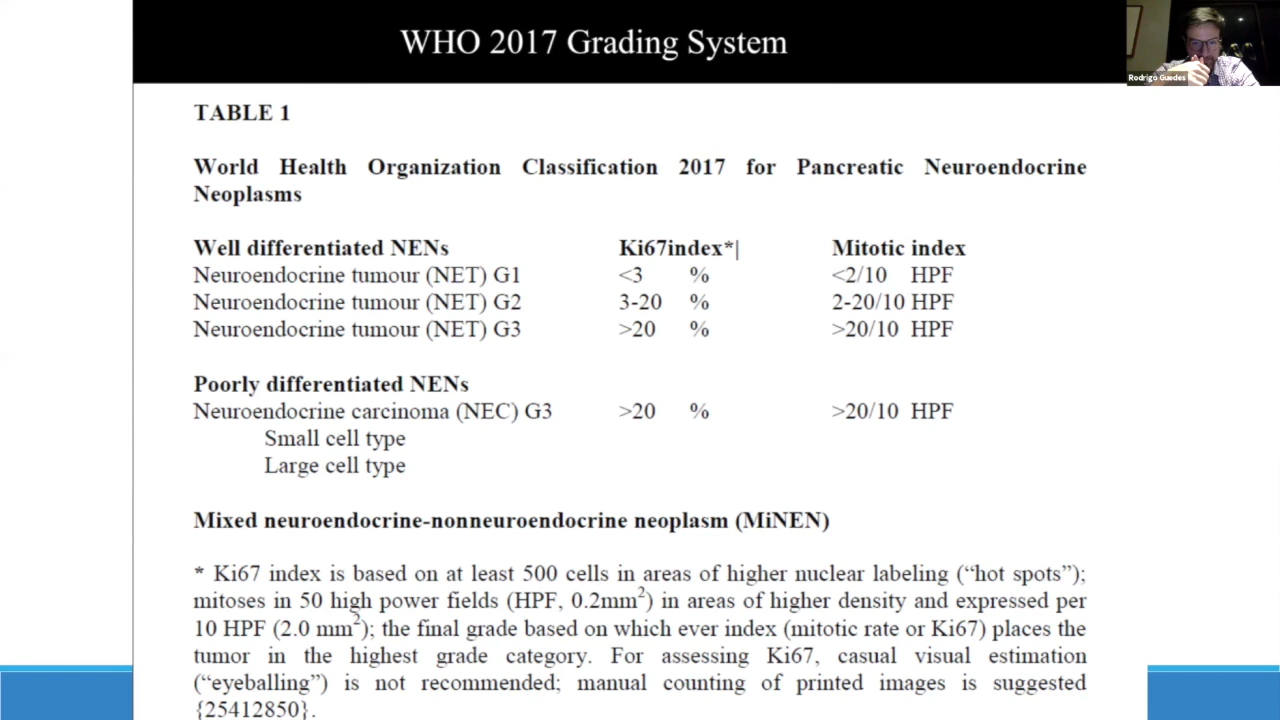 WHO 2017 Grading System
Rodrigo Guedes
TABLE 1
World Health Organization Classification 2017 for Pancreatic Neuroendocrine
Neoplasms
Well differentiated NENs Ki67index*| Mitotic index
Neuroendocrine tumour (NET) G1 <3 % <2/10 HPF
Neuroendocrine tumour (NET) G2 3-20 % 2-20/10 HPF
Neuroendocrine tumour (NET) G3 >20 % >20/10 HPF
Poorly differentiated NENs
Neuroendocrine carcinoma (NEC) G3 >20 % >20/10 HPF
Small cell type
Large cell type
Mixed neuroendocrine-nonneuroendocrine neoplasm (MiNEN)
* Ki67 index is based on at least 500 cells in areas of higher nuclear labeling (“hot spots”);
mitoses in 50 high power fields (HPF, 0.2mm²) in areas of higher density and expressed per
10 HPF (2.0 mm²); the final grade based on which ever index (mitotic rate or Ki67) places the
tumor in the highest grade category. For assessing Ki67, casual visual estimation
(“eyeballing”) is not recommended; manual counting of printed images is suggested
{25412850}.